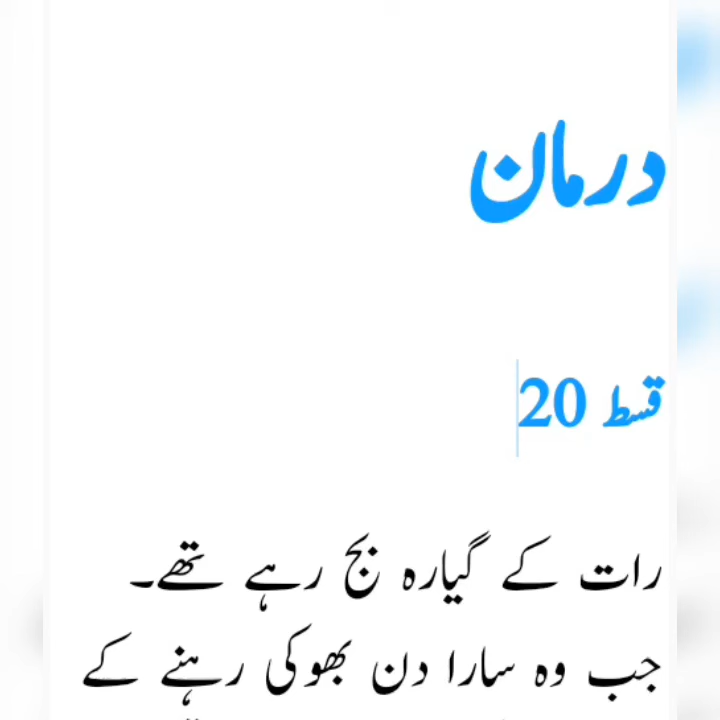 درمان
قسط 20
رات کے گیارہ بج رہے تھے۔
جب وہ سارا دن بھوکی رہنے کے